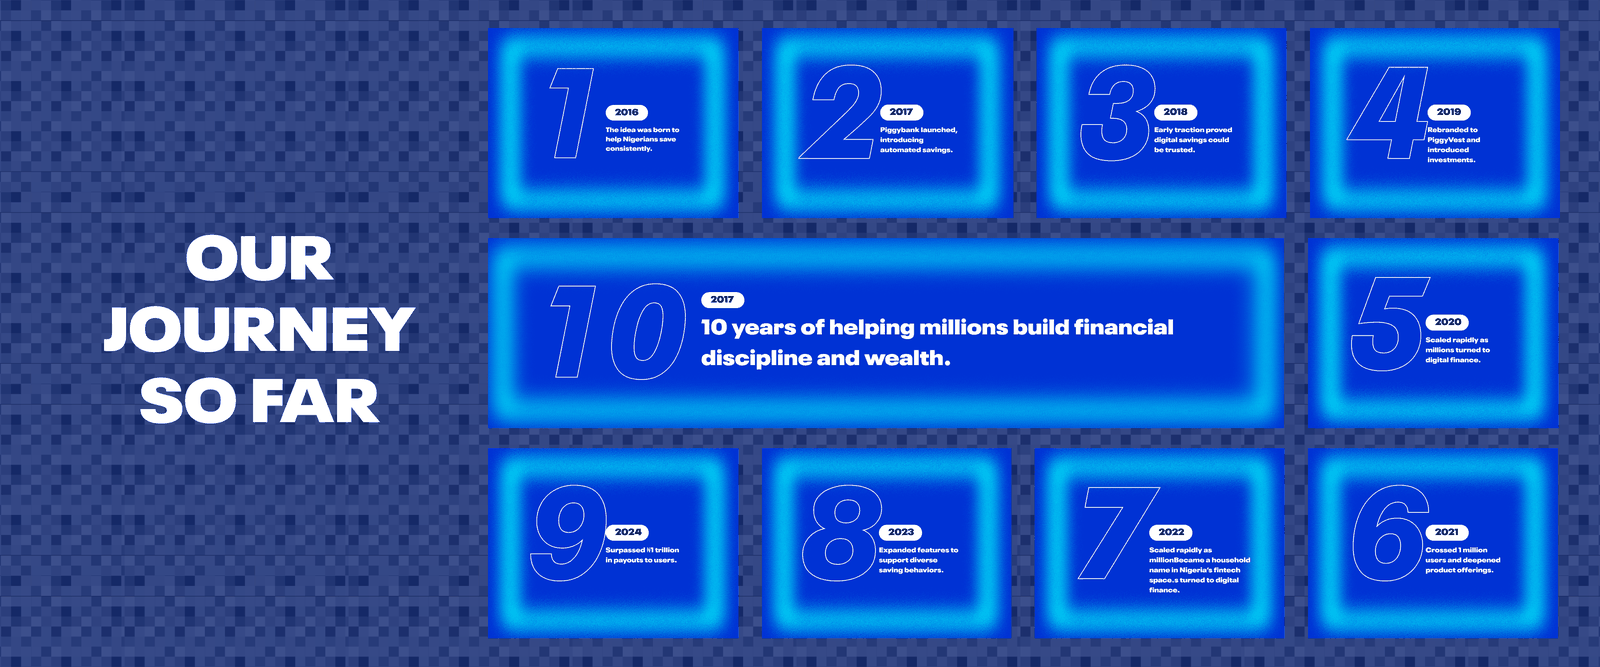 OUR
JOURNEY
SO FAR
1
2016
The idea was born to
help Nigerians save
consistently.
2
2017
Piggybank launched,
introducing
automated savings.
3
2018
Early traction proved
digital savings could
be trusted.
4
2019
Rebranded to
PiggyVest and
introduced
investments.
5
2020
Scaled rapidly as
millions turned to
digital finance.
6
2021
Crossed 1 million
users and deepened
product offerings.
7
2022
Scaled rapidly as
millionBecame a household
name in Nigeria's fintech
space.s turned to digital
finance.
8
2023
Expanded features to
support diverse
saving behaviors.
9
2024
Surpassed ₦1 trillion
in payouts to users.
10
2017
10 years of helping millions build financial
discipline and wealth.